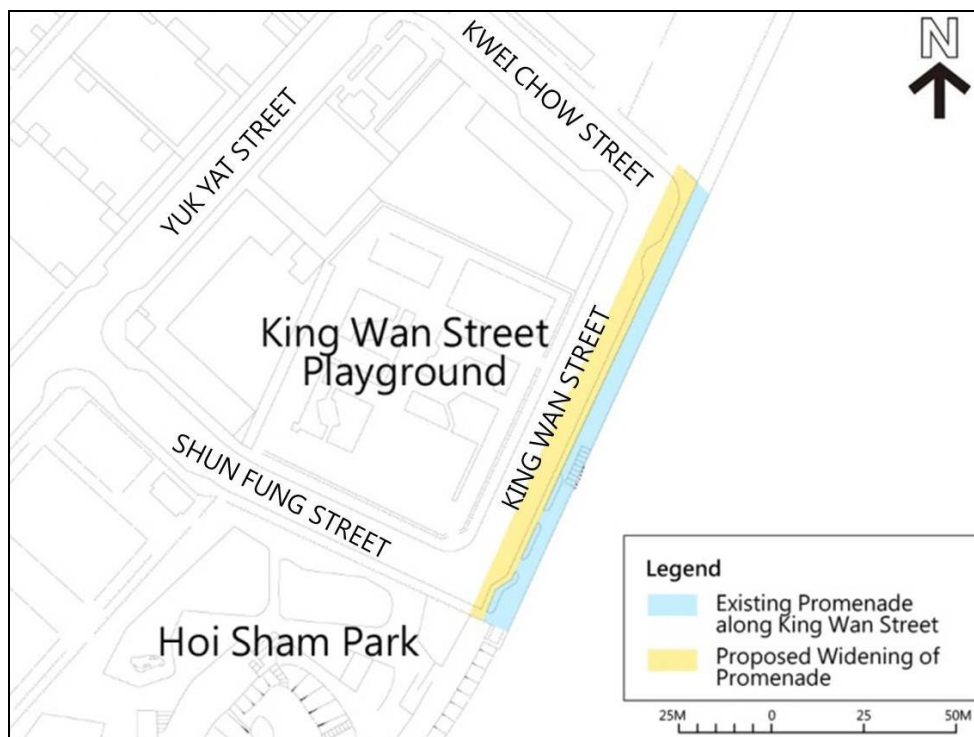 N
KWEI CHOW STREET
YUK YAT STREET
King Wan Street
Playground
KING WAN STREET
SHUN FUNG STREET
Hoi Sham Park
Legend
Existing Promenade
along King Wan Street
Proposed Widening of
Promenade
25M 0 25 50M